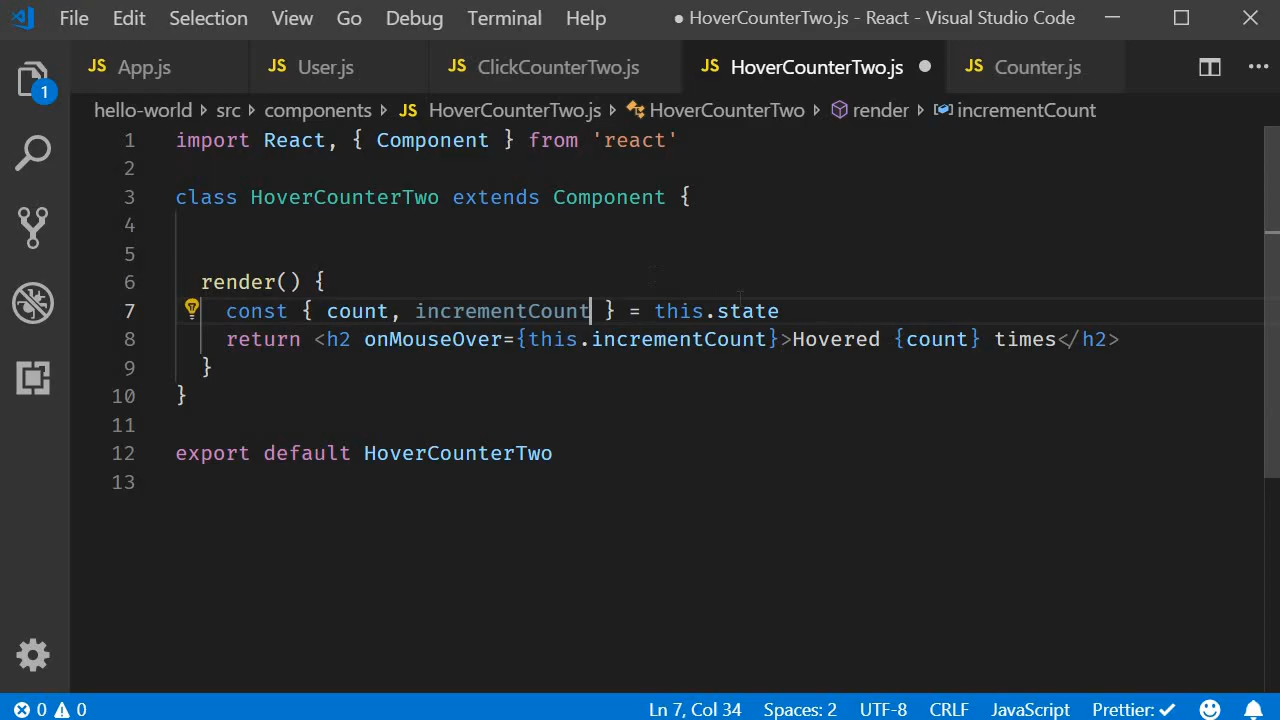 File Edit Selection View Go Debug Terminal Help ● HoverCounterTwo.js - React - Visual Studio Code
JS App.js JS User.js JS ClickCounterTwo.js JS HoverCounterTwo.js JS Counter.js
1
hello-world > src > components > JS HoverCounterTwo.js > HoverCounterTwo > render > incrementCount
1 import React, { Component } from 'react'
2
3 class HoverCounterTwo extends Component {
4
5
6 render() {
7 const { count, incrementCount } = this.state
8 return <h2 onMouseOver={this.incrementCount}>Hovered {count} times</h2>
9 }
10 }
11
12 export default HoverCounterTwo
13
0 0 Ln 7, Col 34 Spaces: 2 UTF-8 CRLF JavaScript Prettier: ✓